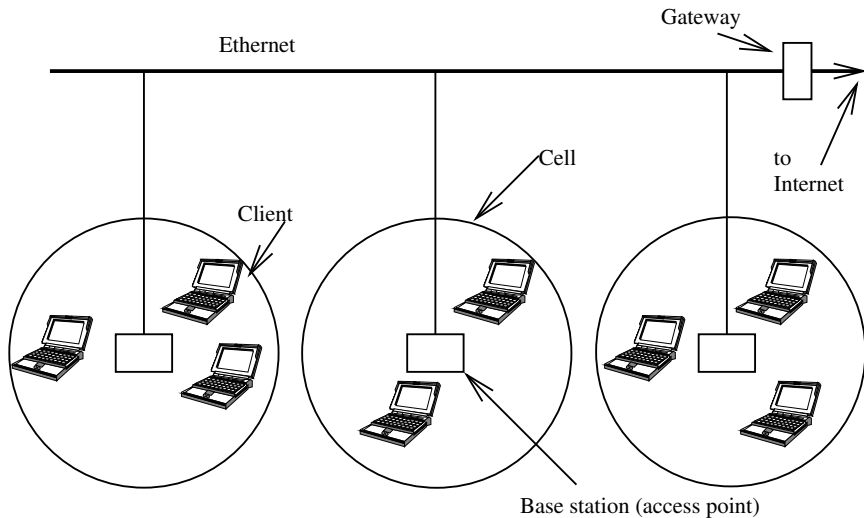 Gateway
Ethernet
Cell
to
Internet
Client
Base station (access point)